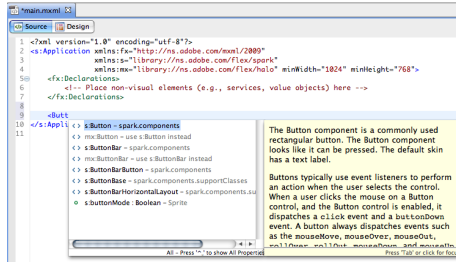 *main.mxml
Source Design
1 <?xml version="1.0" encoding="utf-8"?>
2 <s:Application xmlns:fx="http://ns.adobe.com/mxml/2009"
3 xmlns:s="library://ns.adobe.com/flex/spark"
4 xmlns:mx="library://ns.adobe.com/flex/halo" minWidth="1024" minHeight="768">
5 <fx:Declarations>
6 <!-- Place non-visual elements (e.g., services, value objects) here -->
7 </fx:Declarations>
8
9 <Butt
10 </s:Appli
11
s:Button – spark.components
mx:Button – use s:Button instead
s:ButtonBar – spark.components
mx:ButtonBar – use s:ButtonBar instead
s:ButtonBarButton – spark.components
s:ButtonBase – spark.components.supportClasses
s:ButtonBarHorizontalLayout – spark.components.su
s:buttonMode : Boolean – Sprite
All – Press '^,' to show All Propertie
The Button component is a commonly used
rectangular button. The Button component
looks like it can be pressed. The default skin
has a text label.
Buttons typically use event listeners to perform
an action when the user selects the control.
When a user clicks the mouse on a Button
control, and the Button control is enabled, it
dispatches a click event and a buttonDown
event. A button always dispatches events such
as the mouseMove, mouseOver, mouseOut,
rollOver, rollOut, mouseDown, and mouseUp
Press 'Tab' or click for focu